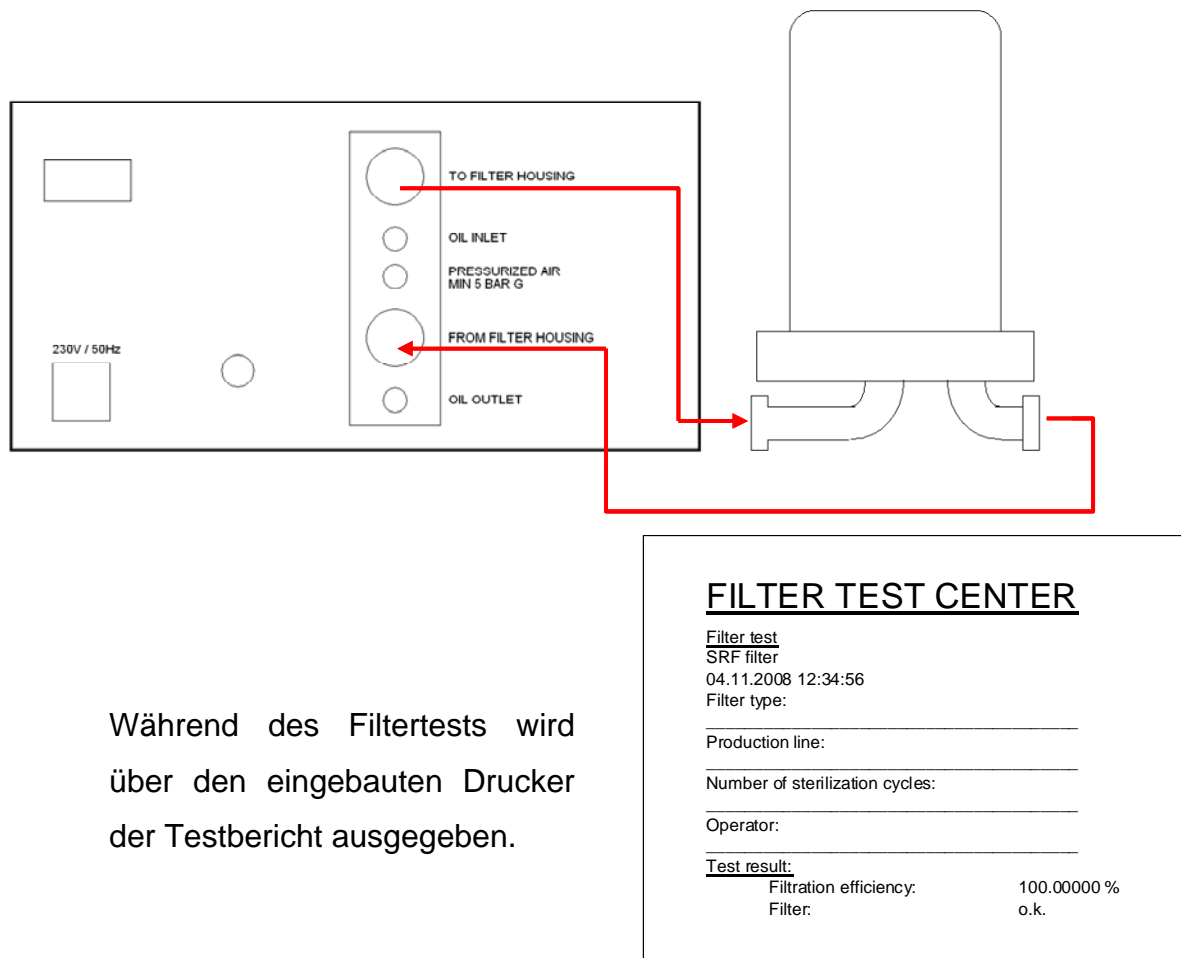 TO FILTER HOUSING
OIL INLET
PRESSURIZED AIR
MIN 5 BAR G
FROM FILTER HOUSING
230V / 50Hz
OIL OUTLET
FILTER TEST CENTER
Filter test
SRF filter
04.11.2008 12:34:56
Filter type:
Production line:
Number of sterilization cycles:
Operator:
Test result:
Filtration efficiency: 100.00000 %
Filter: o.k.
Während des Filtertests wird
über den eingebauten Drucker
der Testbericht ausgegeben.